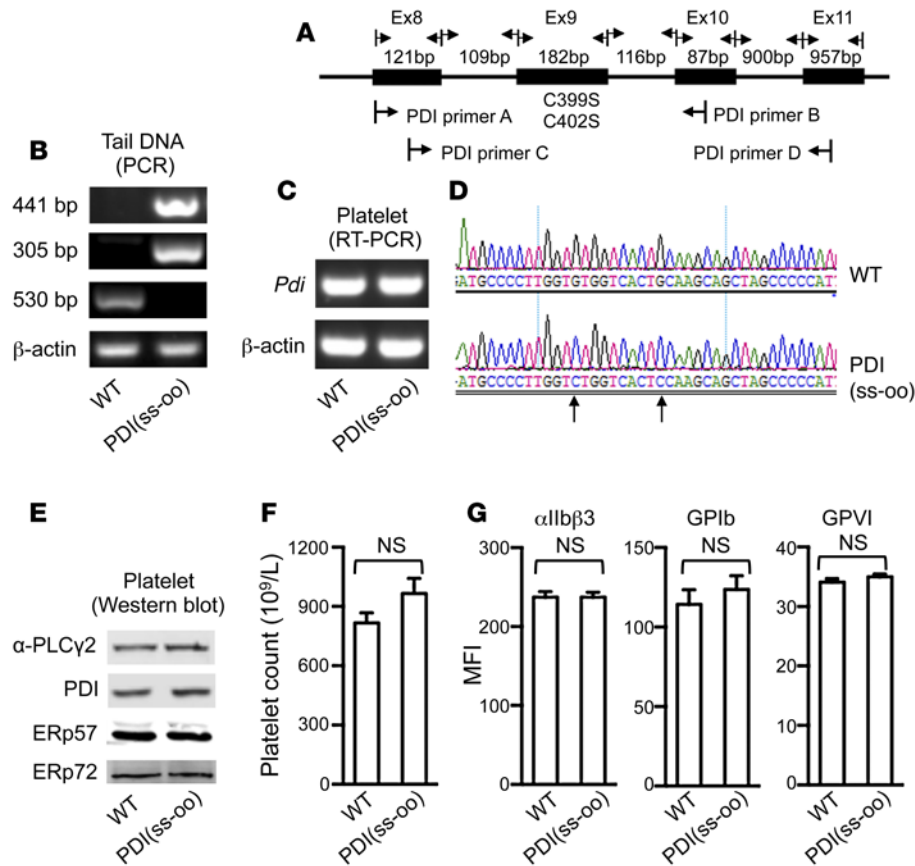 A
Ex8 Ex9 Ex10 Ex11
121bp 109bp 182bp 116bp 87bp 900bp 957bp
C399S
C402S
PDI primer A PDI primer B
PDI primer C PDI primer D
B
Tail DNA
(PCR)
441 bp
305 bp
530 bp
β-actin
WT
PDI(ss-oo)
C
Platelet
(RT-PCR)
Pdi
β-actin
WT
PDI(ss-oo)
D
ATGCCCCTTGGTGTGGTCACTGCAAGCAGCTAGCCCCCAT
WT
ATGCCCCTTGGTCTGGTCACTCCAAGCAGCTAGCCCCCAT
PDI
(ss-oo)
E
Platelet
(Western blot)
α-PLCγ2
PDI
ERp57
ERp72
WT
PDI(ss-oo)
F
Platelet count (10⁹/L)
1200
900
600
300
0
NS
WT
PDI(ss-oo)
G
MFI
αIIbβ3
NS
300
200
100
0
WT
PDI(ss-oo)
GPIb
NS
150
100
50
0
WT
PDI(ss-oo)
GPVI
NS
40
30
20
10
0
WT
PDI(ss-oo)